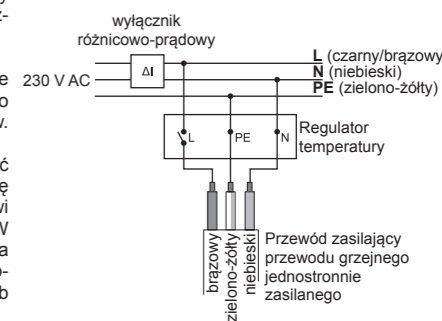 wyłącznik
różnicowo-prądowy
230 V AC
ΔI
L (czarny/brązowy
N (niebieski)
PE (zielono-żółty)
L
PE
N
Regulator
temperatury
brązowy
zielono-żółty
niebieski
Przewód zasilający
przewodu grzejnego
jednostronnie
zasilanego